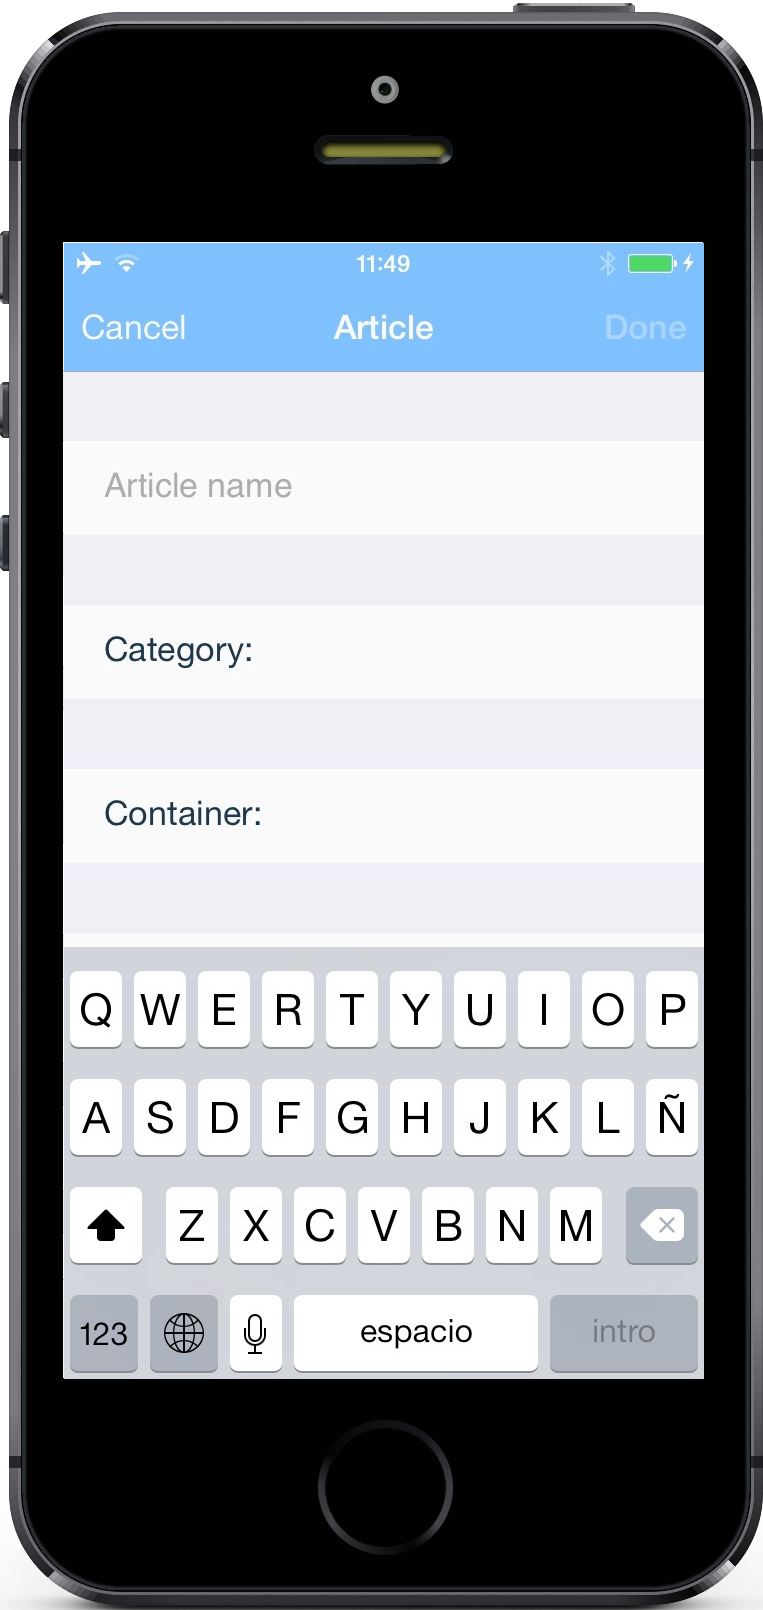 11:49
Cancel Article Done
Article name
Category:
Container:
Q W E R T Y U I O P
A S D F G H J K L Ñ
Z X C V B N M
123 espacio intro